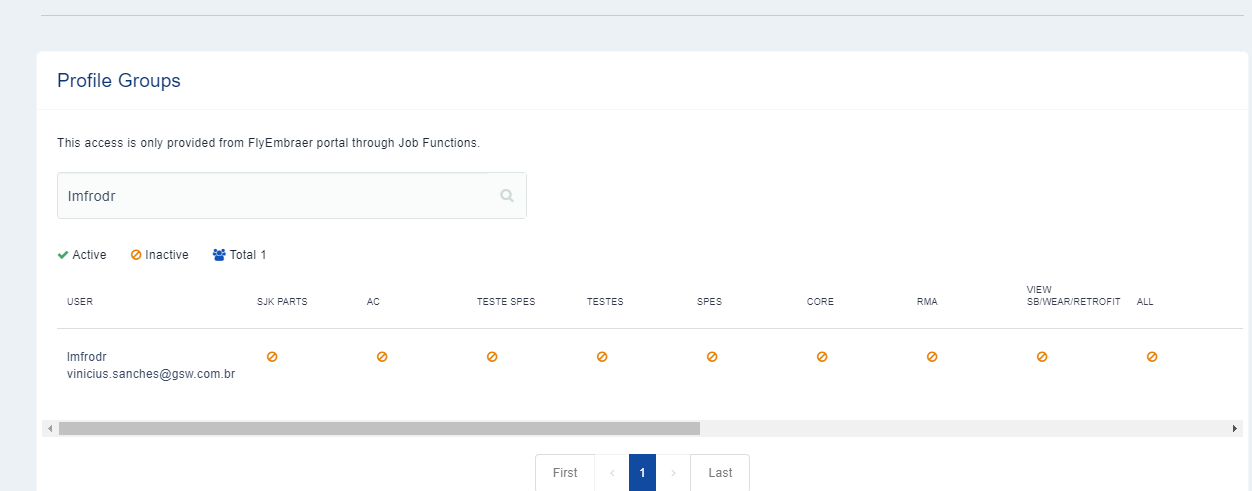 Profile Groups
This access is only provided from FlyEmbraer portal through Job Functions.
lmfrodr
Active Inactive Total 1
USER SJK PARTS AC TESTE SPES TESTES SPES CORE RMA VIEW SB/WEAR/RETROFIT ALL
lmfrodr
vinicius.sanches@gsw.com.br
First ‹ 1 › Last